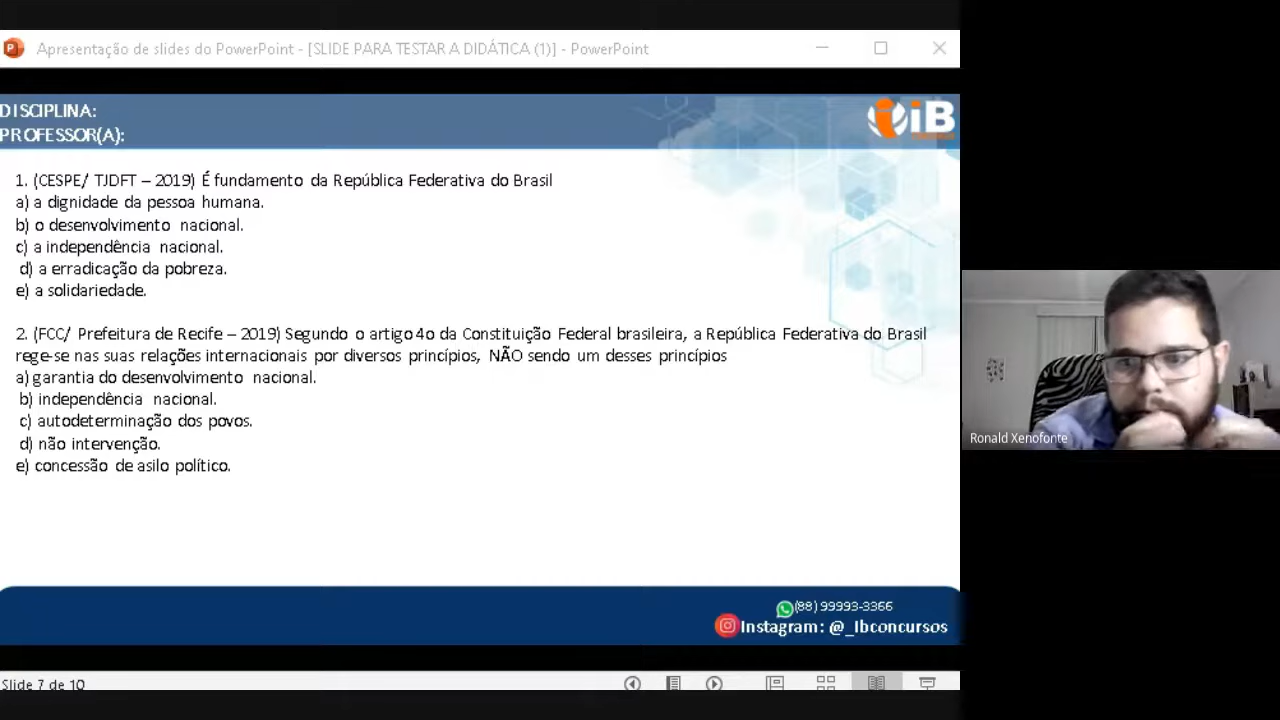 Apresentação de slides do PowerPoint - [SLIDE PARA TESTAR A DIDÁTICA (1)] - PowerPoint
DISCIPLINA:
PROFESSOR(A):
iB
1. (CESPE/ TJDFT – 2019) É fundamento da República Federativa do Brasil
a) a dignidade da pessoa humana.
b) o desenvolvimento nacional.
c) a independência nacional.
d) a erradicação da pobreza.
e) a solidariedade.
2. (FCC/ Prefeitura de Recife – 2019) Segundo o artigo 4o da Constituição Federal brasileira, a República Federativa do Brasil
rege-se nas suas relações internacionais por diversos princípios, NÃO sendo um desses princípios
a) garantia do desenvolvimento nacional.
b) independência nacional.
c) autodeterminação dos povos.
d) não intervenção.
e) concessão de asilo político.
Ronald Xenofonte
(88) 99993-3366
Instagram: @_Ibconcursos
Slide 7 de 10